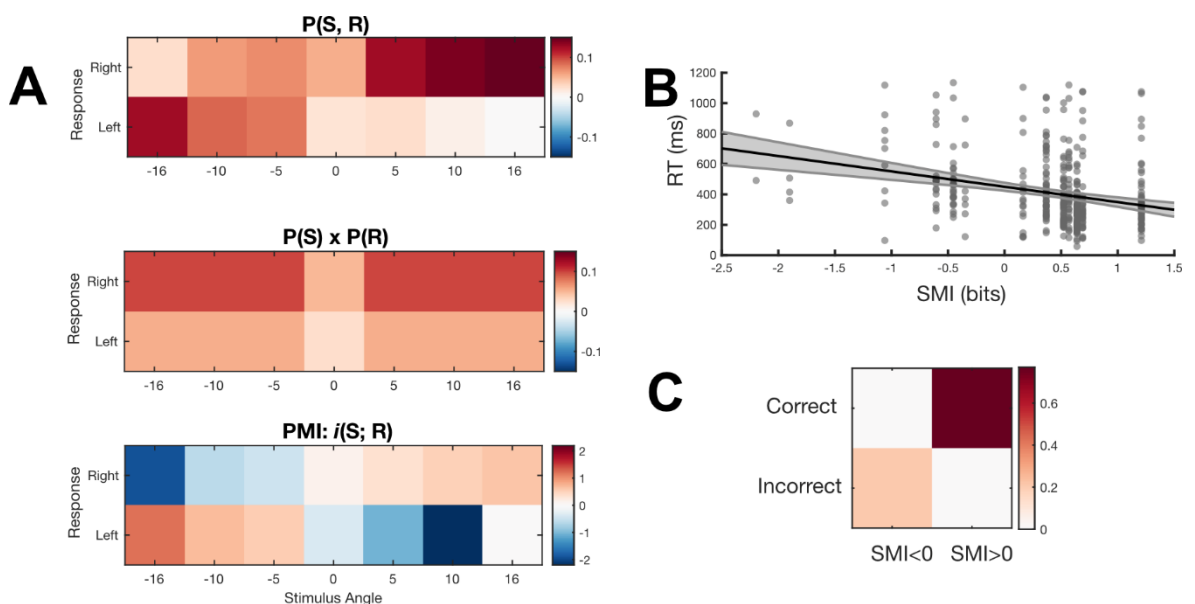 A
P(S, R)
Response
Right
Left
-16 -10 -5 0 5 10 16
0.1
0
-0.1
P(S) x P(R)
Response
Right
Left
-16 -10 -5 0 5 10 16
0.1
0
-0.1
PMI: i(S; R)
Response
Right
Left
-16 -10 -5 0 5 10 16
Stimulus Angle
2
1
0
-1
-2
B
RT (ms)
1200
1000
800
600
400
200
0
-2.5 -2 -1.5 -1 -0.5 0 0.5 1 1.5
SMI (bits)
C
Correct
Incorrect
SMI<0 SMI>0
0.6
0.4
0.2
0